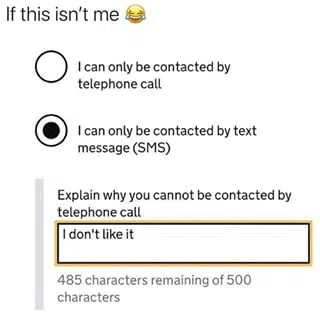 If this isn't me 😂
I can only be contacted by
telephone call
I can only be contacted by text
message (SMS)
Explain why you cannot be contacted by
telephone call
I don't like it
485 characters remaining of 500
characters